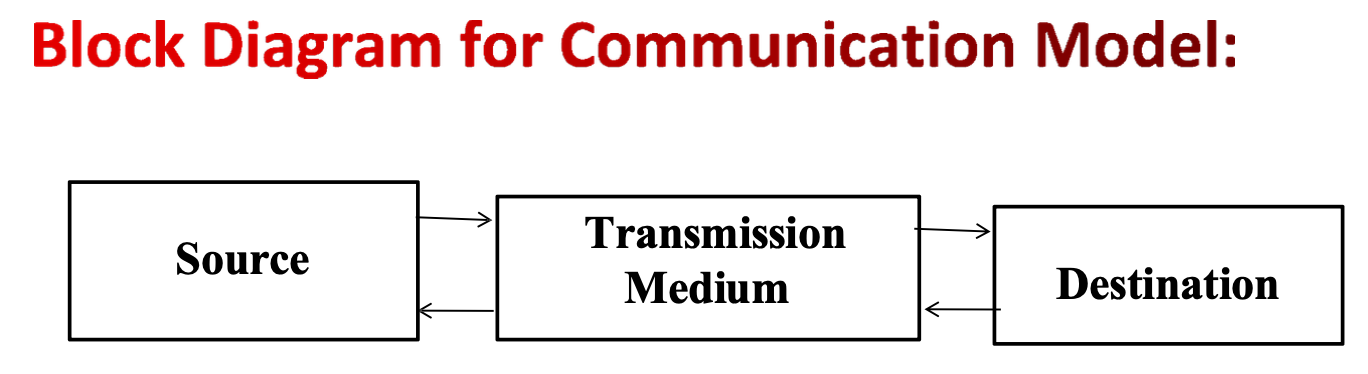 Block Diagram for Communication Model:
Source
Transmission
Medium
Destination